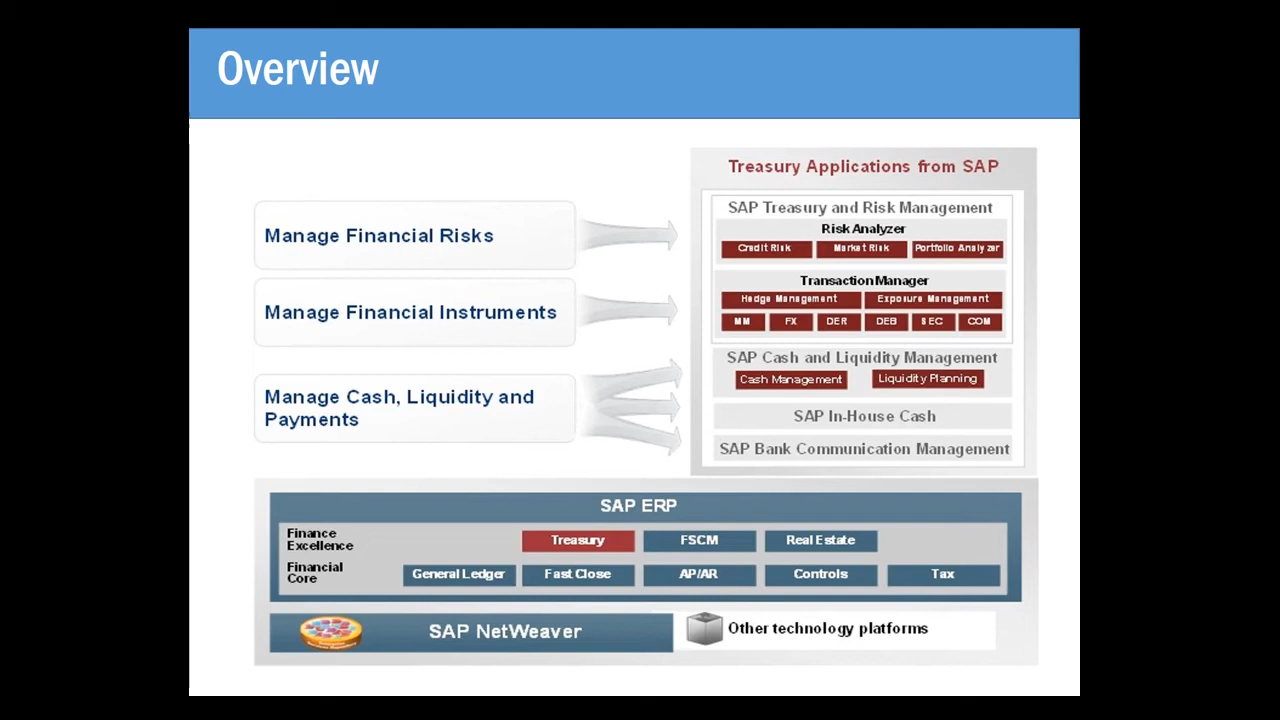 Overview
Treasury Applications from SAP
Manage Financial Risks
Manage Financial Instruments
Manage Cash, Liquidity and
Payments
SAP Treasury and Risk Management
Risk Analyzer
Credit Risk Market Risk Portfolio Analyzer
Transaction Manager
Hedge Management Exposure Management
MM FX DER DEB SEC COM
SAP Cash and Liquidity Management
Cash Management Liquidity Planning
SAP In-House Cash
SAP Bank Communication Management
SAP ERP
Finance
Excellence
Treasury FSCM Real Estate
Financial
Core
General Ledger Fast Close AP/AR Controls Tax
SAP NetWeaver
Other technology platforms